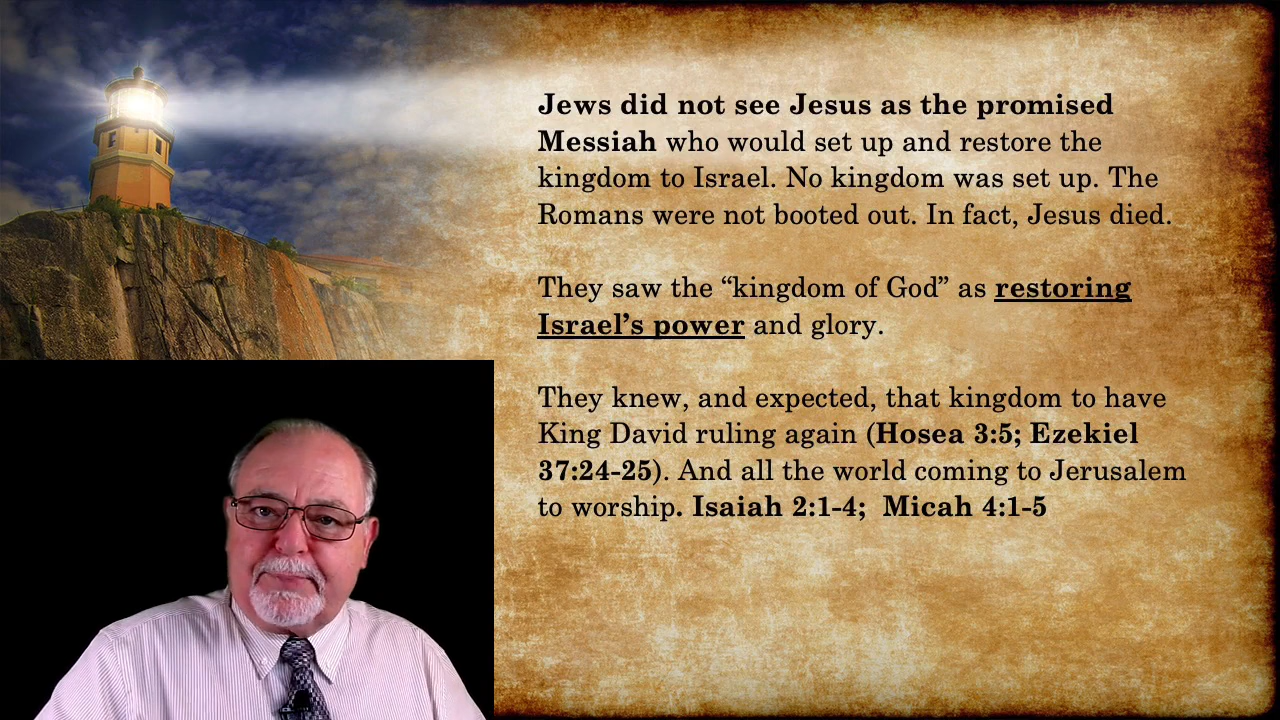 Jews did not see Jesus as the promised
Messiah who would set up and restore the
kingdom to Israel. No kingdom was set up. The
Romans were not booted out. In fact, Jesus died.
They saw the “kingdom of God” as restoring
Israel’s power and glory.
They knew, and expected, that kingdom to have
King David ruling again (Hosea 3:5; Ezekiel
37:24-25). And all the world coming to Jerusalem
to worship. Isaiah 2:1-4;  Micah 4:1-5